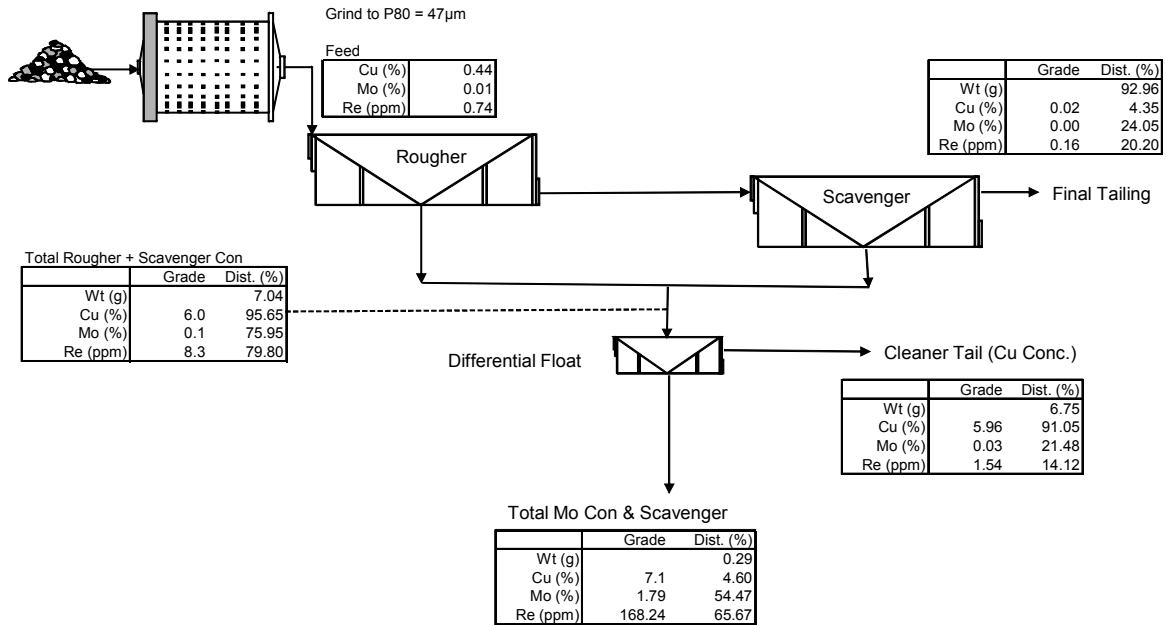 Grind to P80 = 47µm
Feed
Cu (%) 0.44
Mo (%) 0.01
Re (ppm) 0.74
Grade Dist. (%)
Wt (g) 92.96
Cu (%) 0.02 4.35
Mo (%) 0.00 24.05
Re (ppm) 0.16 20.20
Rougher
Scavenger
Final Tailing
Total Rougher + Scavenger Con
Grade Dist. (%)
Wt (g) 7.04
Cu (%) 6.0 95.65
Mo (%) 0.1 75.95
Re (ppm) 8.3 79.80
Differential Float
Cleaner Tail (Cu Conc.)
Grade Dist. (%)
Wt (g) 6.75
Cu (%) 5.96 91.05
Mo (%) 0.03 21.48
Re (ppm) 1.54 14.12
Total Mo Con & Scavenger
Grade Dist. (%)
Wt (g) 0.29
Cu (%) 7.1 4.60
Mo (%) 1.79 54.47
Re (ppm) 168.24 65.67